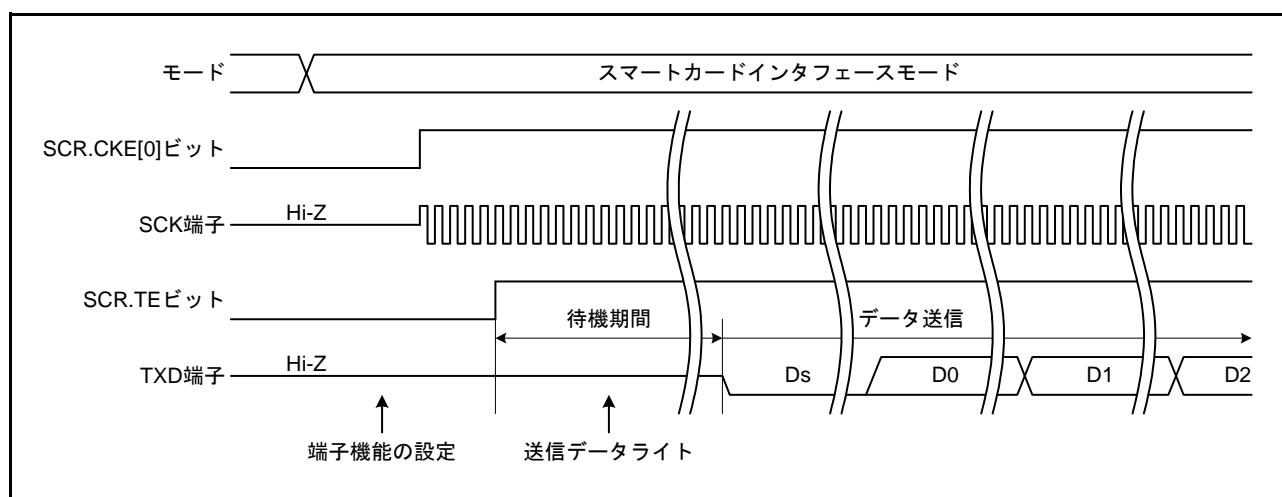 モード
スマートカードインタフェースモード
SCR.CKE[0]ビット
SCK端子
Hi-Z
SCR.TEビット
待機期間
データ送信
TXD端子
Hi-Z
Ds
D0
D1
D2
端子機能の設定
送信データライト